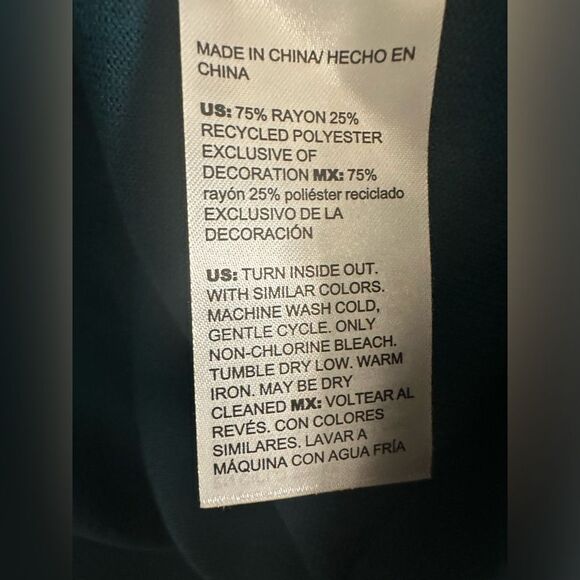 MADE IN CHINA/ HECHO EN
CHINA
US: 75% RAYON 25%
RECYCLED POLYESTER
EXCLUSIVE OF
DECORATION MX: 75%
rayón 25% poliéster reciclado
EXCLUSIVO DE LA
DECORACIÓN
US: TURN INSIDE OUT.
WITH SIMILAR COLORS.
MACHINE WASH COLD,
GENTLE CYCLE. ONLY
NON-CHLORINE BLEACH.
TUMBLE DRY LOW. WARM
IRON. MAY BE DRY
CLEANED MX: VOLTEAR AL
REVÉS. CON COLORES
SIMILARES. LAVAR A
MÁQUINA CON AGUA FRÍA